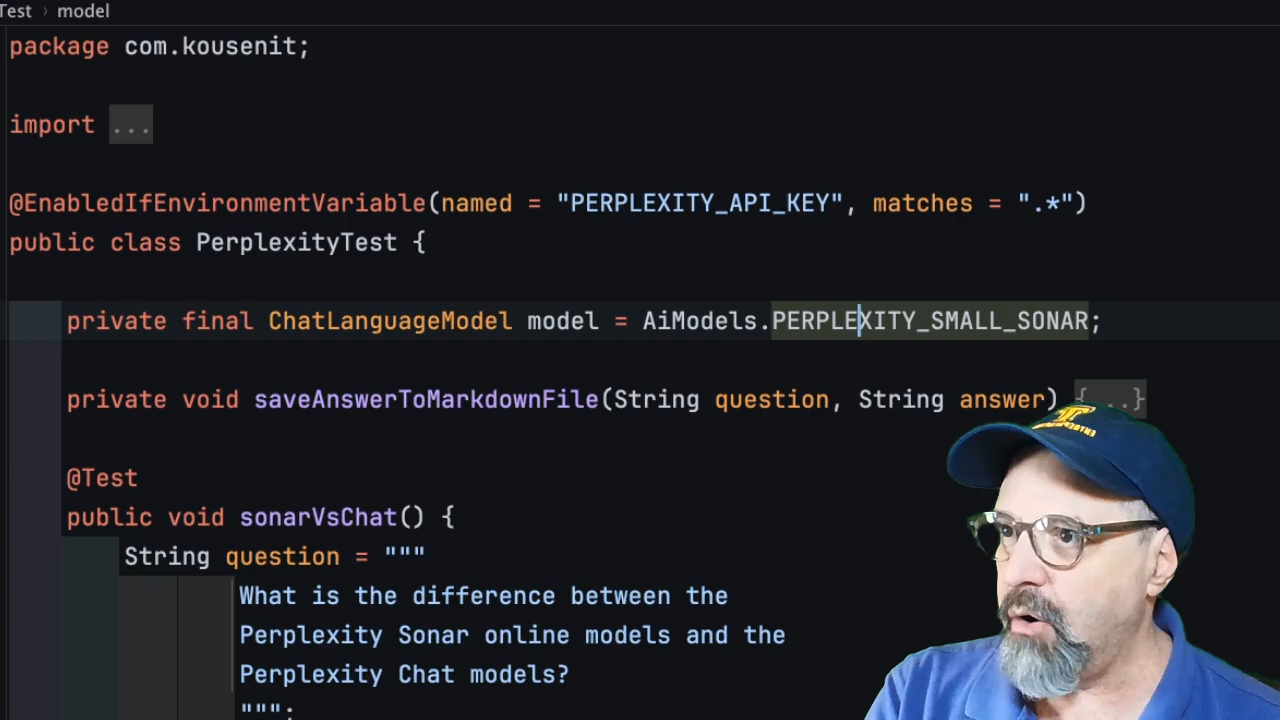 Test › model
package com.kousenit;
import ...
@EnabledIfEnvironmentVariable(named = "PERPLEXITY_API_KEY", matches = ".*")
public class PerplexityTest {
private final ChatLanguageModel model = AiModels.PERPLEXITY_SMALL_SONAR;
private void saveAnswerToMarkdownFile(String question, String answer) {...}
@Test
public void sonarVsChat() {
String question = """
What is the difference between the
Perplexity Sonar online models and the
Perplexity Chat models?
""";